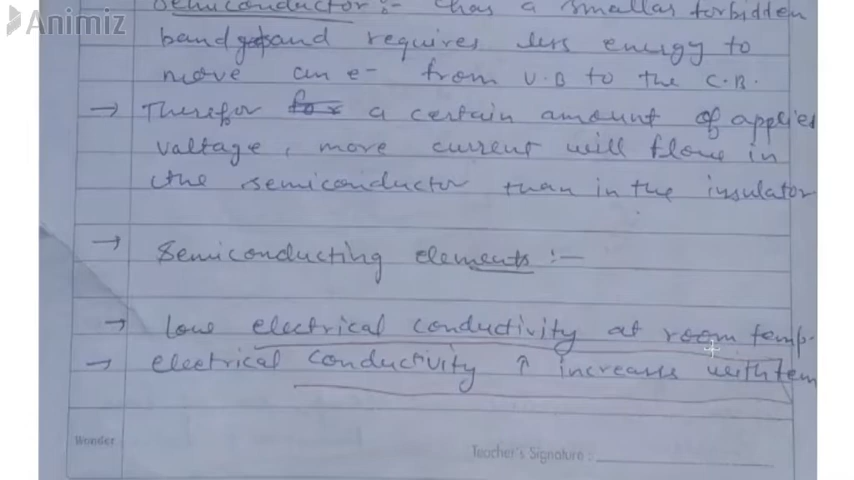 Animiz
Semiconductor :- (has a smaller forbidden
band gap and requires less energy to
move an e- from V.B to the C.B.
→ Therefor for a certain amount of applied
valtage, more current will flow in
the semiconductor than in the insulator
→ Semiconducting elements :-
→ Low electrical conductivity at room temp.
→ electrical conductivity ↑ increases with tem
Wonder
Teacher's Signature :